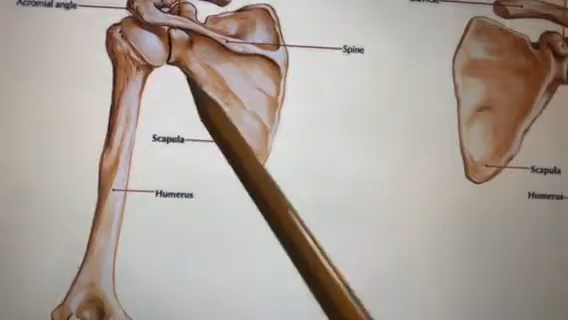 Acromial angle
Spine
Scapula
Humerus
Scapula
Humerus